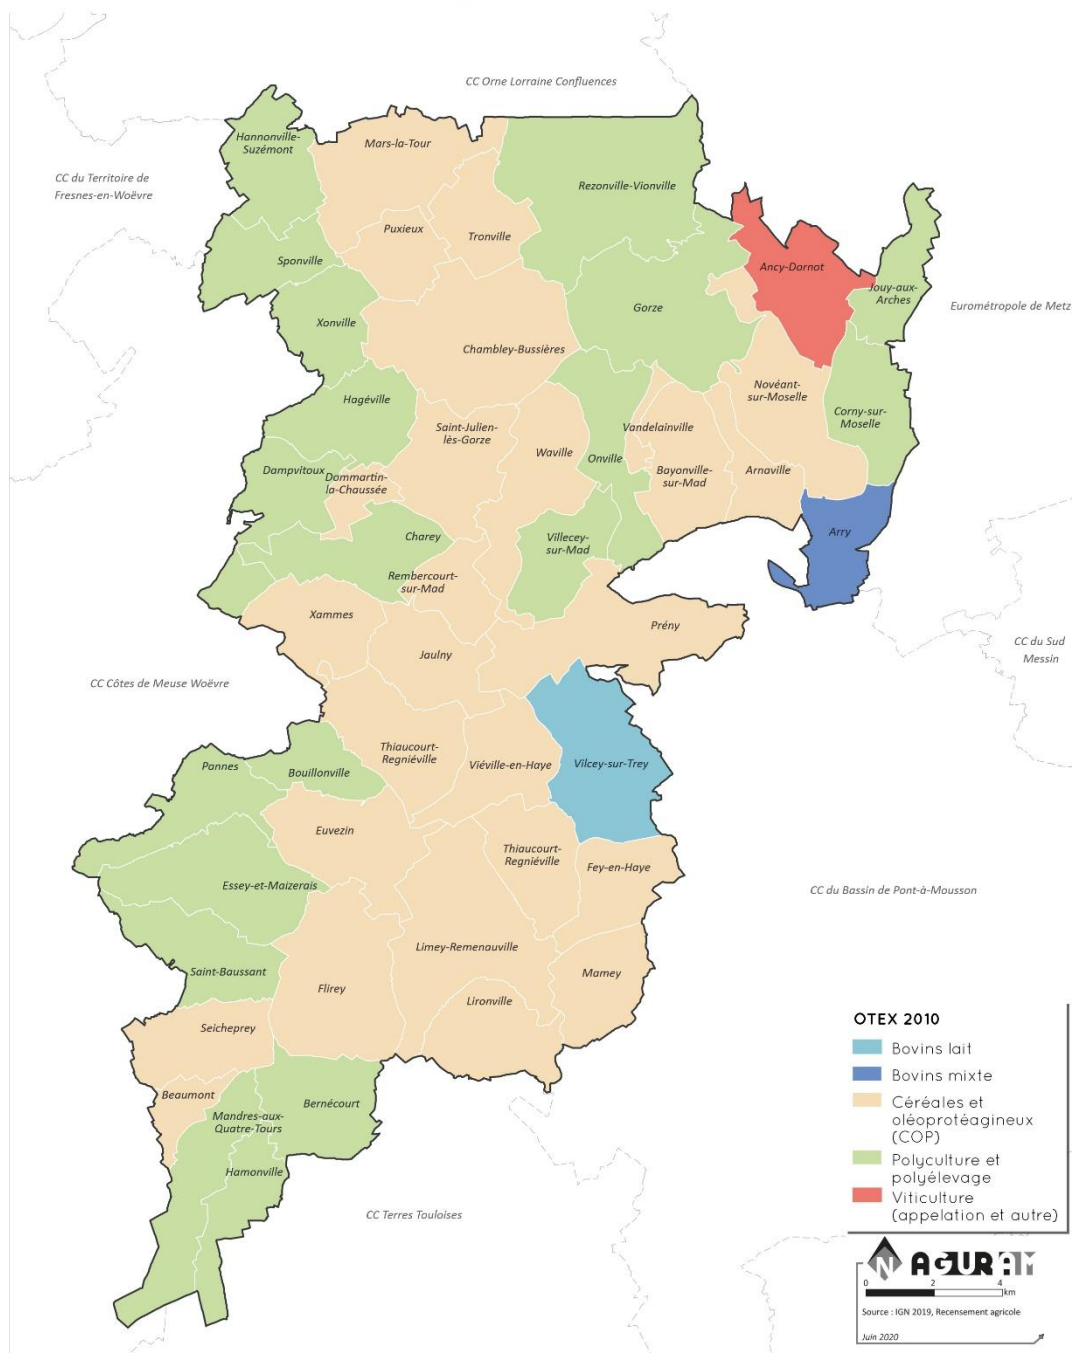 CC Orne Lorraine Confluences
Hannonville-
Suzémont
Mars-la-Tour
CC du Territoire de
Fresnes-en-Woëvre
Rezonville-Vionville
Puxieux
Tronville
Sponville
Ancy-Dornot
Jouy-aux-
Arches
Eurométropole de Metz
Gorze
Xonville
Chambley-Bussières
Novéant-
sur-Moselle
Hagéville
Corny-sur-
Moselle
Saint-Julien-
lès-Gorze
Vandelainville
Waville
Onville
Dampvitoux
Dommartin-
la-Chaussée
Bayonville-
sur-Mad
Arnaville
Charey
Villecey-
sur-Mad
Arry
Rembercourt-
sur-Mad
Xammes
Prény
CC du Sud
Messin
Jaulny
CC Côtes de Meuse Woëvre
Thiaucourt-
Regniéville
Viéville-en-Haye
Vilcey-sur-Trey
Pannes
Bouillonville
Euvezin
Thiaucourt-
Regniéville
Fey-en-Haye
Essey-et-Maizerais
CC du Bassin de Pont-à-Mousson
Limey-Remenauville
Saint-Baussant
Flirey
Mamey
Lironville
Seicheprey
Beaumont
Mandres-aux-
Quatre-Tours
Bernécourt
Hamonville
CC Terres Touloises
OTEX 2010
Bovins lait
Bovins mixte
Céréales et
oléoprotéagineux
(COP)
Polyculture et
polyélevage
Viticulture
(appelation et autre)
N AGURAM
0 2 4
km
Source : IGN 2019, Recensement agricole
Juin 2020